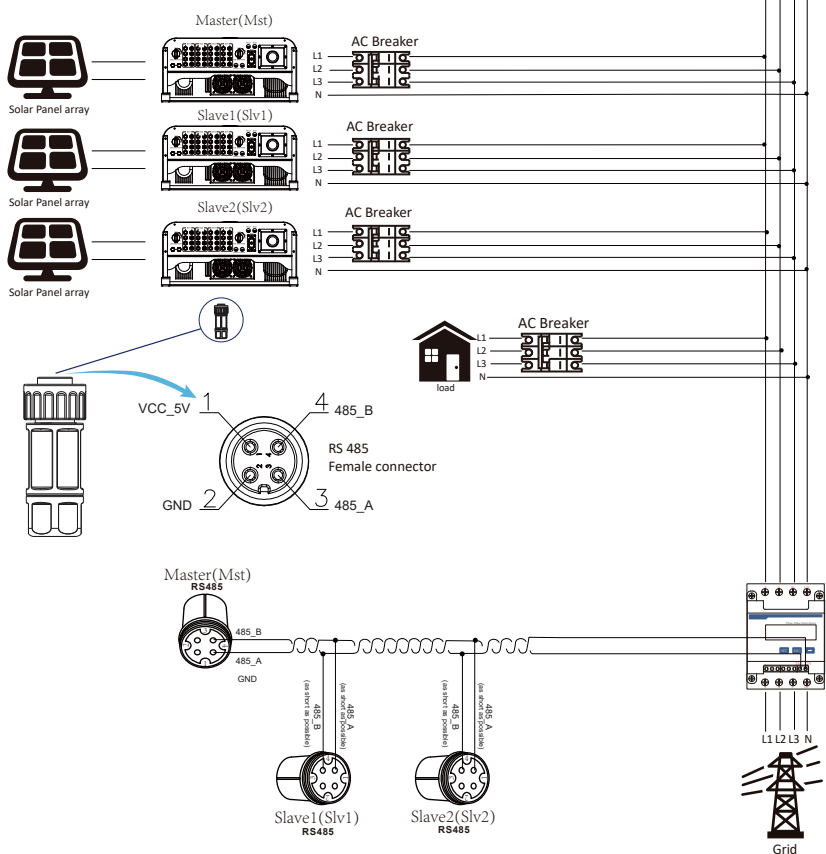 Master(Mst)
AC Breaker
L1
L2
L3
N
Solar Panel array
Slave1(Slv1)
AC Breaker
L1
L2
L3
N
Solar Panel array
Slave2(Slv2)
AC Breaker
L1
L2
L3
N
Solar Panel array
AC Breaker
L1
L2
L3
N
load
VCC_5V 1
4 485_B
RS 485
Female connector
GND 2
3 485_A
1 4
2 3
Master(Mst)
RS485
485_B
485_A
GND
485_B
(as short as possible)
485_A
(as short as possible)
485_B
(as short as possible)
485_A
(as short as possible)
Slave1(Slv1)
RS485
Slave2(Slv2)
RS485
L1 L2 L3 N
Grid